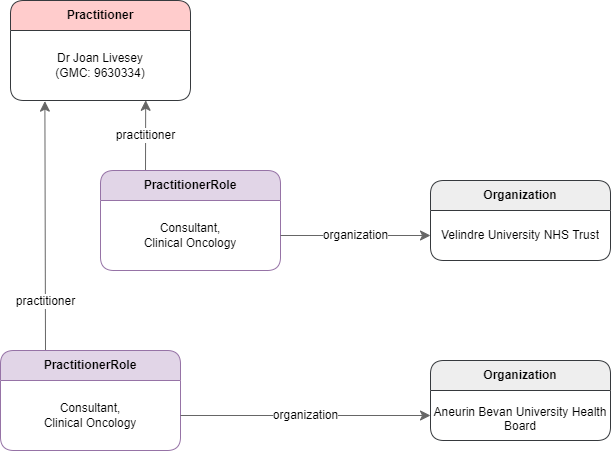 Practitioner
Dr Joan Livesey
(GMC: 9630334)
practitioner
PractitionerRole
Consultant,
Clinical Oncology
organization
Organization
Velindre University NHS Trust
practitioner
PractitionerRole
Consultant,
Clinical Oncology
organization
Organization
Aneurin Bevan University Health
Board